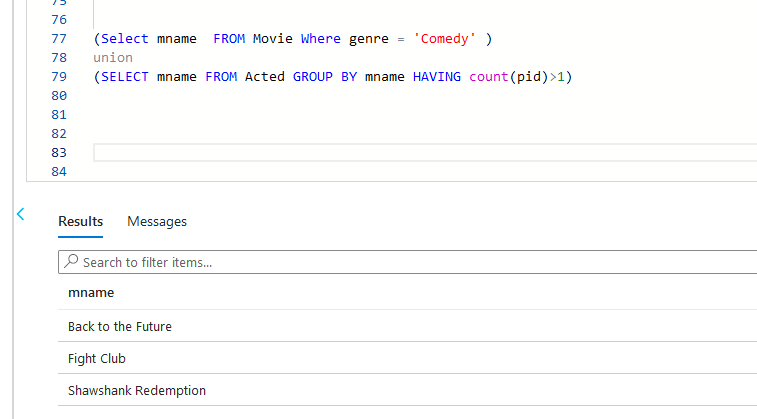 75
76
77 (Select mname  FROM Movie Where genre = 'Comedy' )
78 union
79 (SELECT mname FROM Acted GROUP BY mname HAVING count(pid)>1)
80
81
82
83
84
Results Messages
Search to filter items...
mname
Back to the Future
Fight Club
Shawshank Redemption